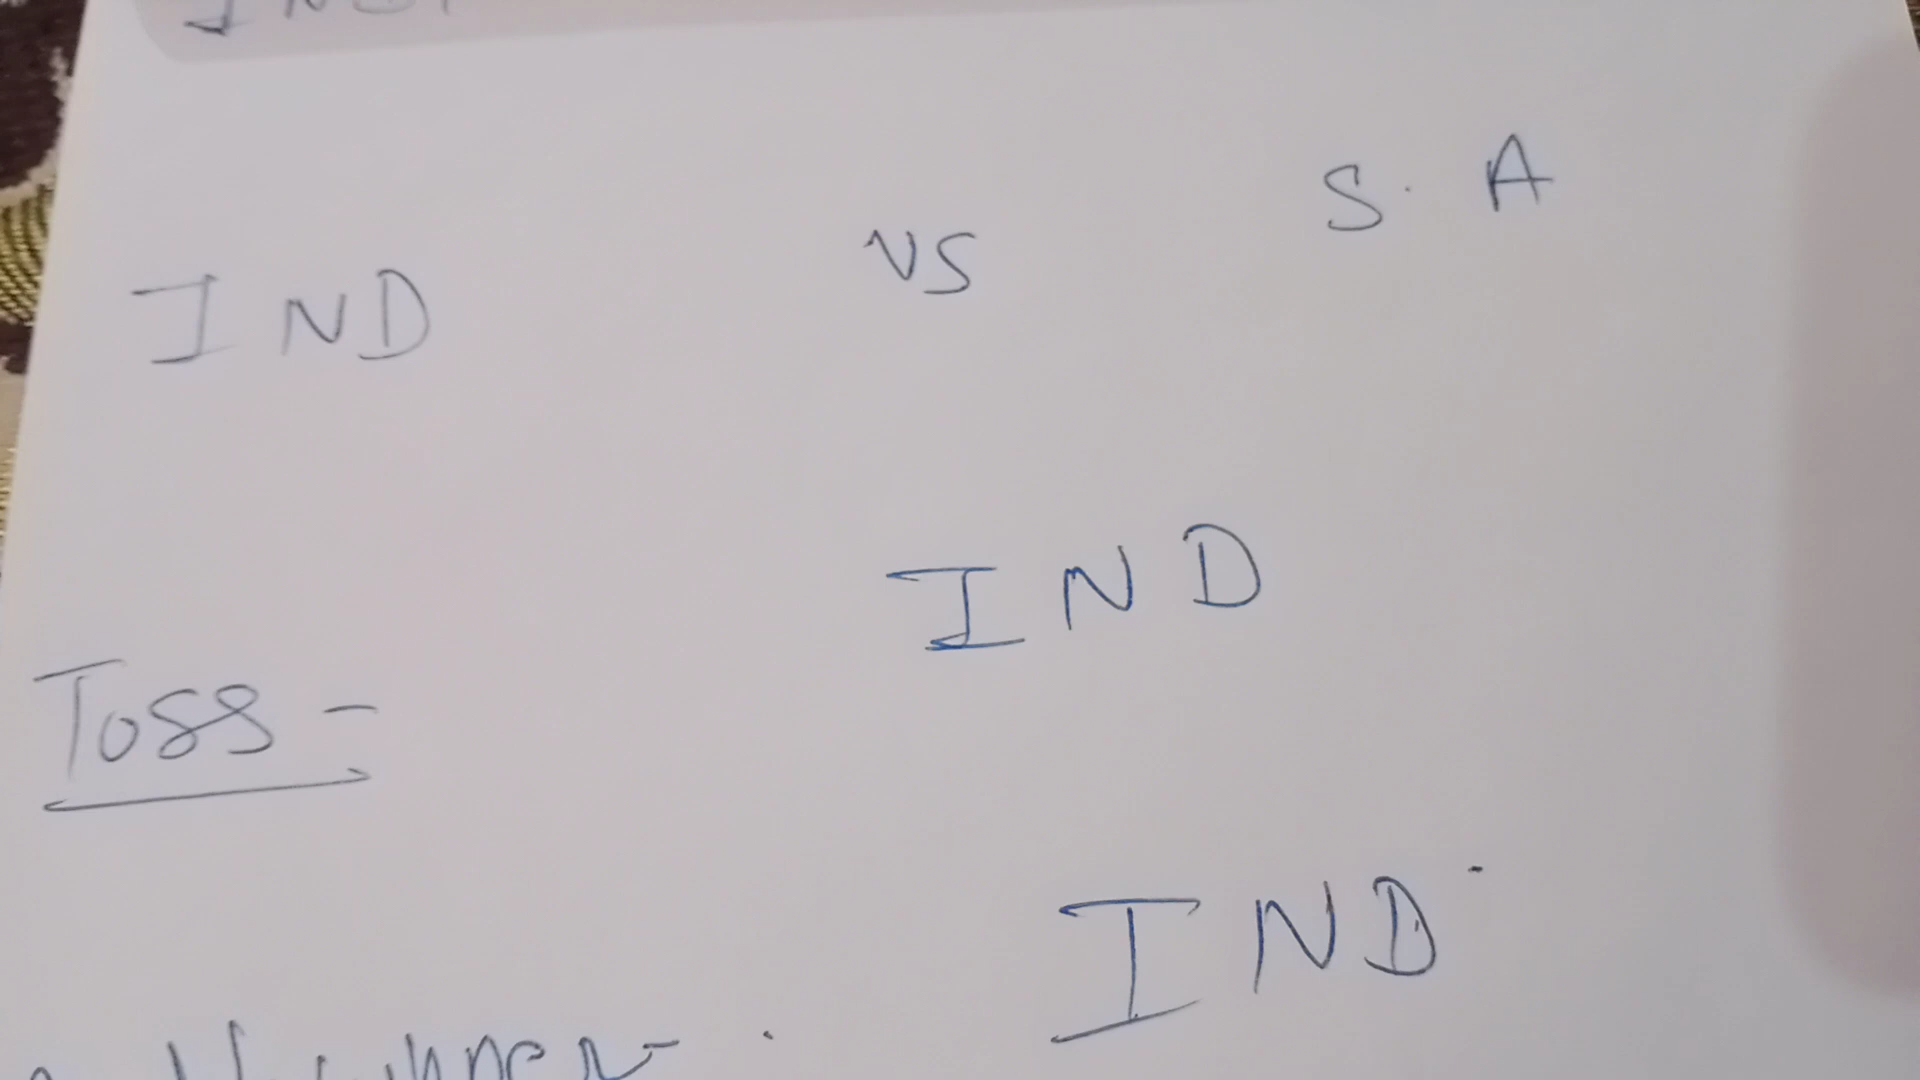 IND vs S. A
Toss - IND
IND